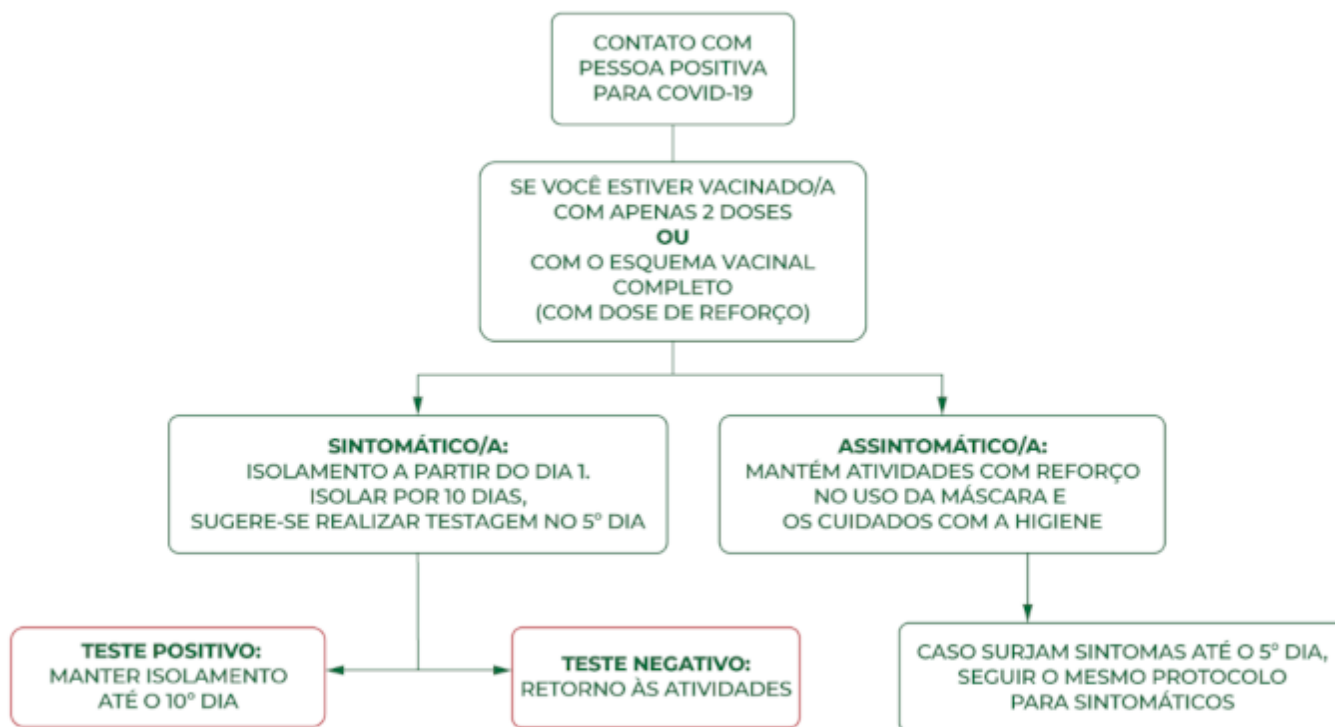 CONTATO COM
PESSOA POSITIVA
PARA COVID-19
SE VOCÊ ESTIVER VACINADO/A
COM APENAS 2 DOSES
OU
COM O ESQUEMA VACINAL
COMPLETO
(COM DOSE DE REFORÇO)
SINTOMÁTICO/A:
ISOLAMENTO A PARTIR DO DIA 1.
ISOLAR POR 10 DIAS,
SUGERE-SE REALIZAR TESTAGEM NO 5º DIA
ASSINTOMÁTICO/A:
MANTÉM ATIVIDADES COM REFORÇO
NO USO DA MÁSCARA E
OS CUIDADOS COM A HIGIENE
TESTE POSITIVO:
MANTER ISOLAMENTO
ATÉ O 10º DIA
TESTE NEGATIVO:
RETORNO ÀS ATIVIDADES
CASO SURJAM SINTOMAS ATÉ O 5º DIA,
SEGUIR O MESMO PROTOCOLO
PARA SINTOMÁTICOS